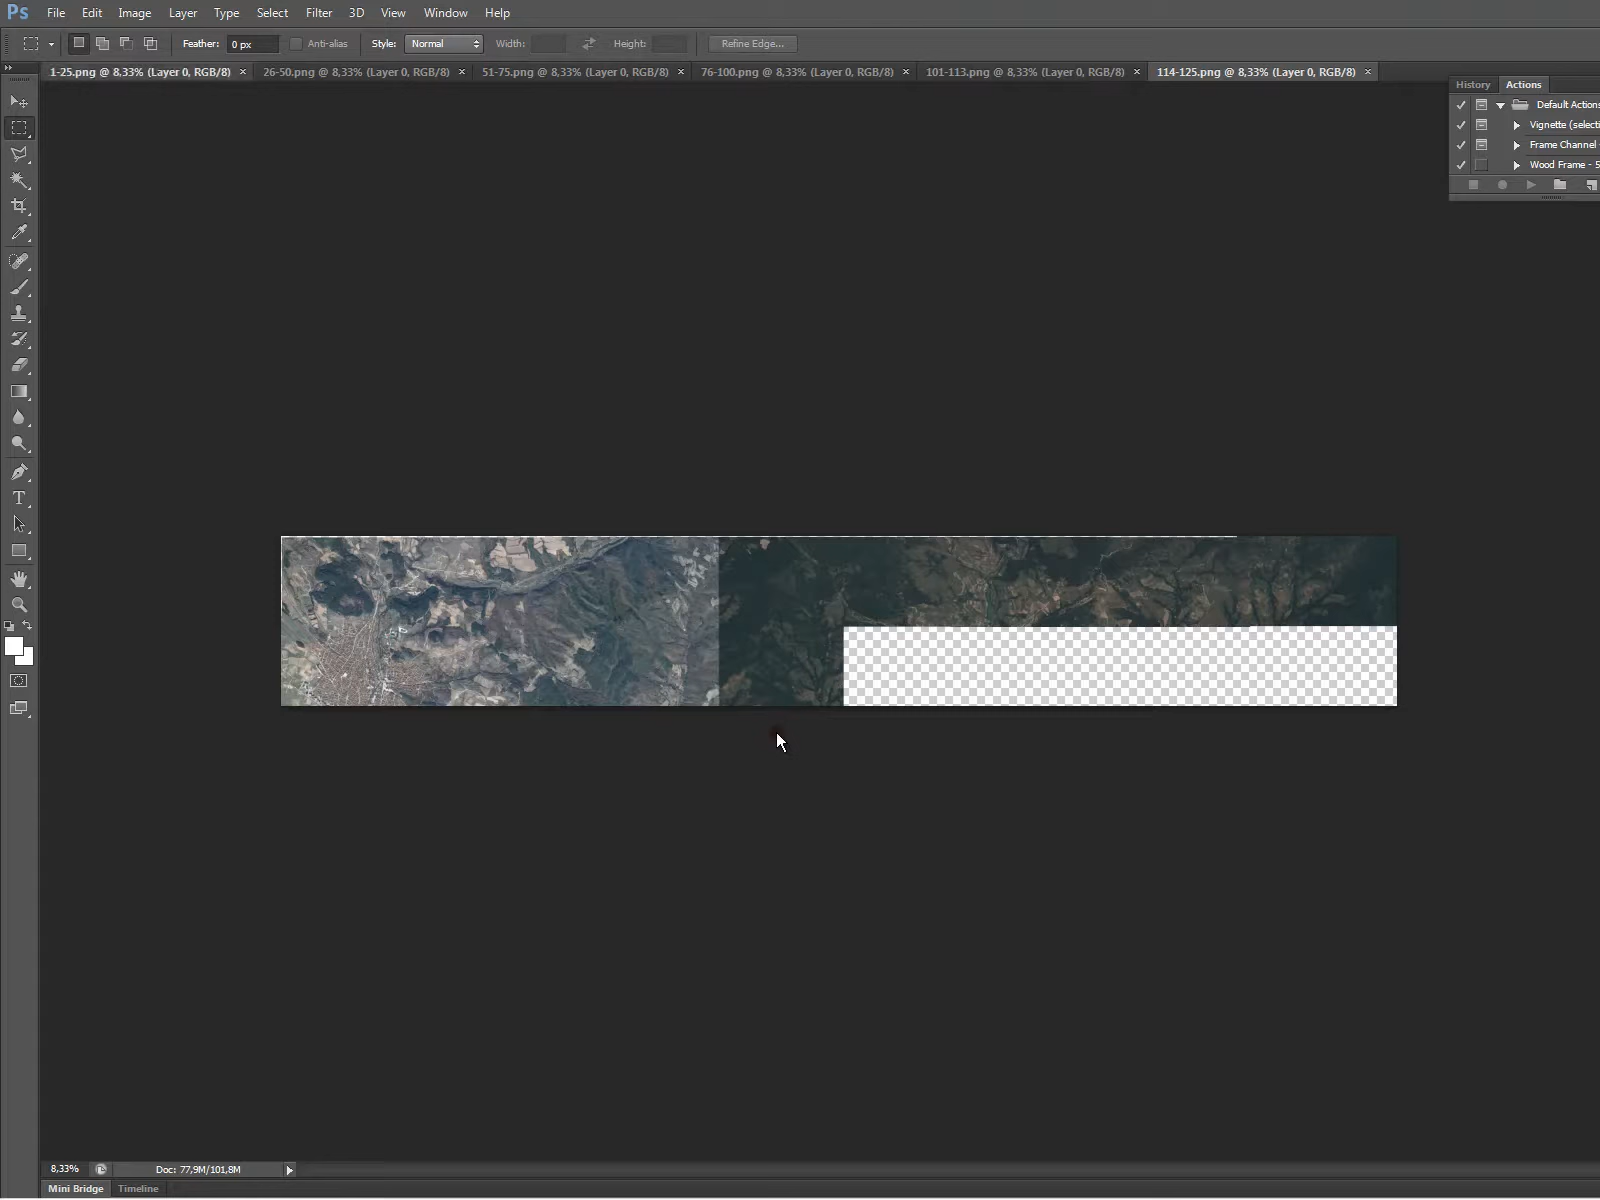 Ps File Edit Image Layer Type Select Filter 3D View Window Help
Feather: 0 px Anti-alias Style: Normal Width: Height: Refine Edge...
1-25.png @ 8,33% (Layer 0, RGB/8) × 26-50.png @ 8,33% (Layer 0, RGB/8) × 51-75.png @ 8,33% (Layer 0, RGB/8) × 76-100.png @ 8,33% (Layer 0, RGB/8) × 101-113.png @ 8,33% (Layer 0, RGB/8) × 114-125.png @ 8,33% (Layer 0, RGB/8) ×
History Actions
Default Actions
Vignette (selecti
Frame Channel -
Wood Frame - 5
T
8,33% Doc: 77,9M/101,8M
Mini Bridge Timeline